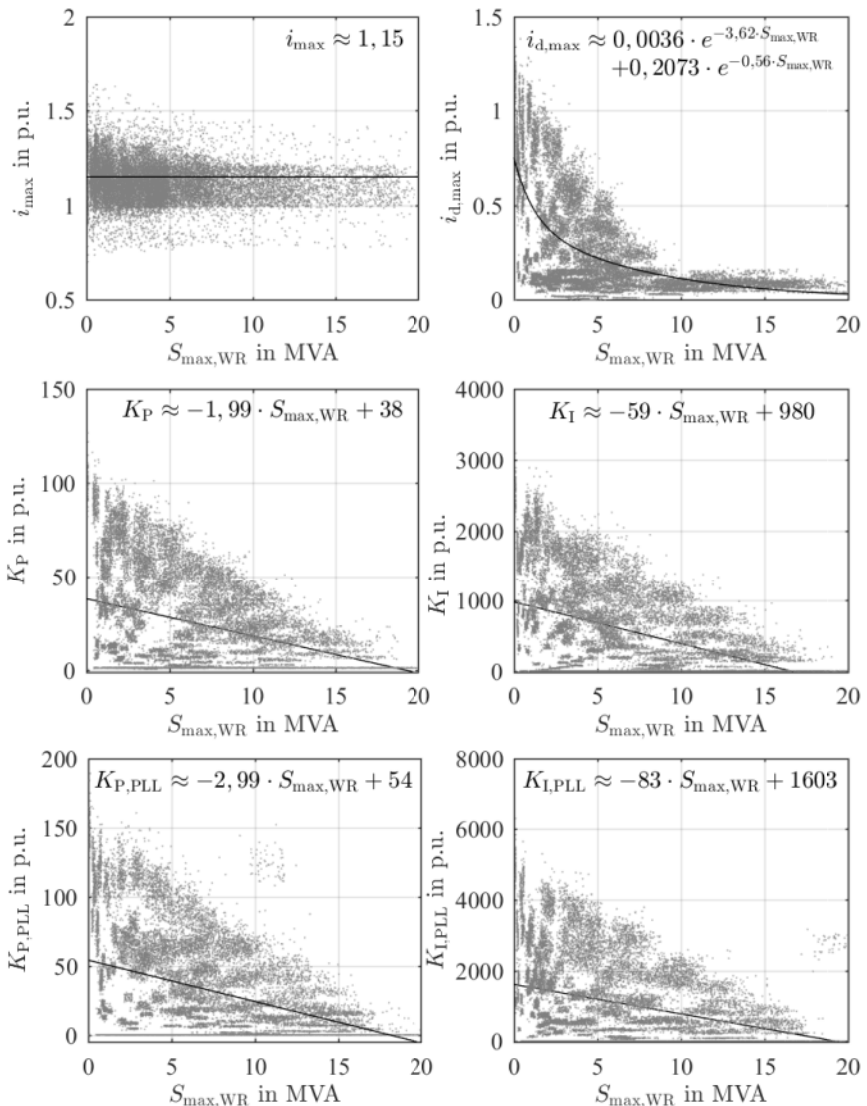 i_max ≈ 1,15
2
1.5
1
0.5
i_max in p.u.
0 5 10 15 20
S_max,WR in MVA
i_d,max ≈ 0,0036 · e^{−3,62·S_max,WR}
+0,2073 · e^{−0,56·S_max,WR}
1.5
1
0.5
0
i_d,max in p.u.
0 5 10 15 20
S_max,WR in MVA
K_P ≈ −1,99 · S_max,WR + 38
150
100
50
0
K_P in p.u.
0 5 10 15 20
S_max,WR in MVA
K_I ≈ −59 · S_max,WR + 980
4000
3000
2000
1000
0
K_I in p.u.
0 5 10 15 20
S_max,WR in MVA
K_P,PLL ≈ −2,99 · S_max,WR + 54
200
150
100
50
0
K_P,PLL in p.u.
0 5 10 15 20
S_max,WR in MVA
K_I,PLL ≈ −83 · S_max,WR + 1603
8000
6000
4000
2000
0
K_I,PLL in p.u.
0 5 10 15 20
S_max,WR in MVA